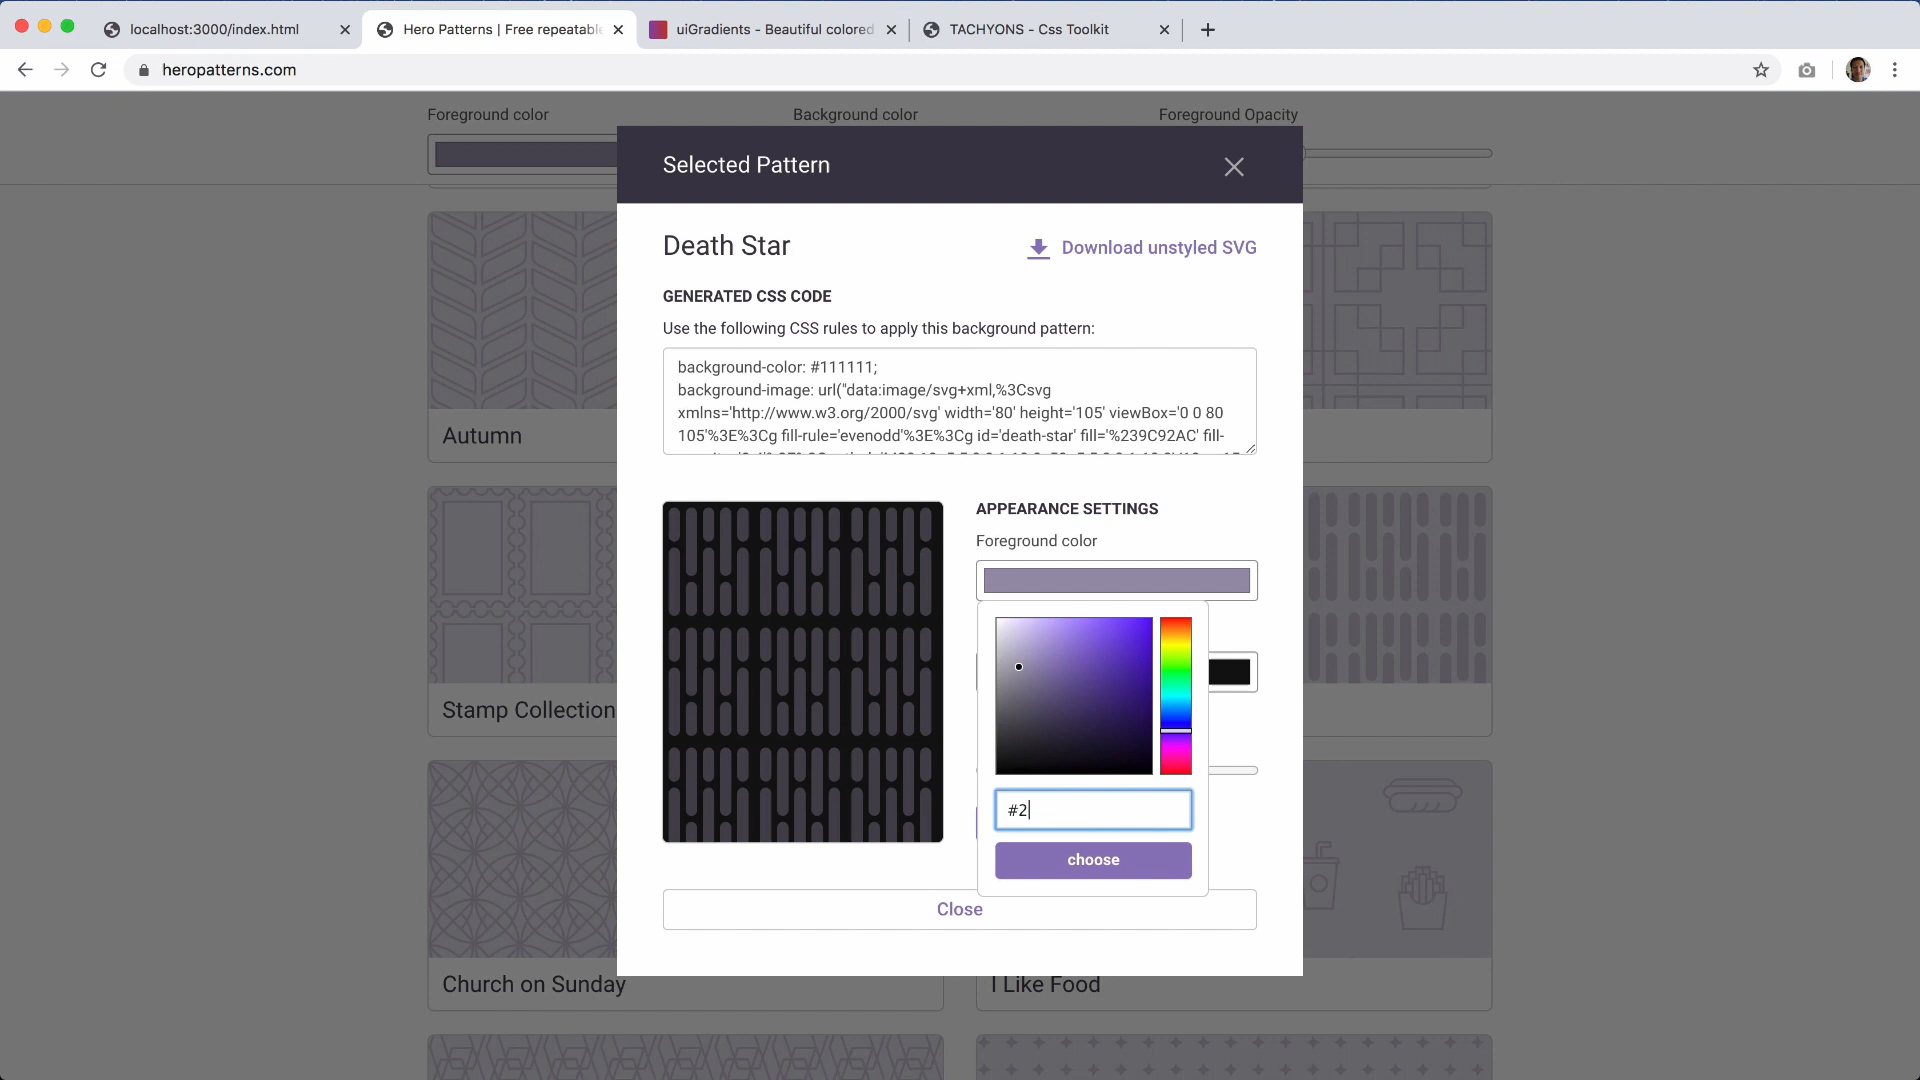 localhost:3000/index.html
Hero Patterns | Free repeatable
uiGradients - Beautiful colored
TACHYONS - Css Toolkit
heropatterns.com
Foreground color
Background color
Foreground Opacity
Selected Pattern
Death Star
Download unstyled SVG
GENERATED CSS CODE
Use the following CSS rules to apply this background pattern:
background-color: #111111;
background-image: url("data:image/svg+xml,%3Csvg
xmlns='http://www.w3.org/2000/svg' width='80' height='105' viewBox='0 0 80
105'%3E%3Cg fill-rule='evenodd'%3E%3Cg id='death-star' fill='%239C92AC' fill-
Autumn
APPEARANCE SETTINGS
Foreground color
Stamp Collection
#2
choose
Close
Church on Sunday
I Like Food